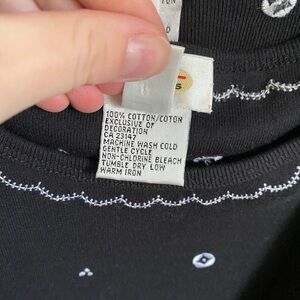 100% COTTON/COTON
EXCLUSIVE OF
DECORATION
CA 23147
MACHINE WASH COLD
GENTLE CYCLE
NON-CHLORINE BLEACH
TUMBLE DRY LOW
WARM IRON